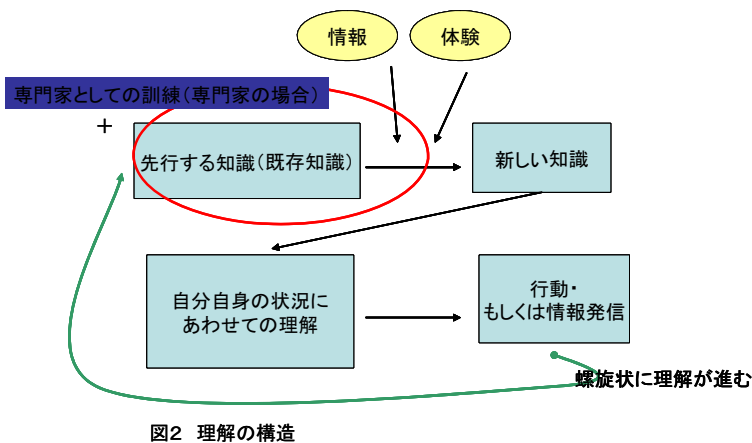 情報
体験
専門家としての訓練(専門家の場合)
+
先行する知識(既存知識)
新しい知識
自分自身の状況に
あわせての理解
行動・
もしくは情報発信
螺旋状に理解が進む
図2 理解の構造